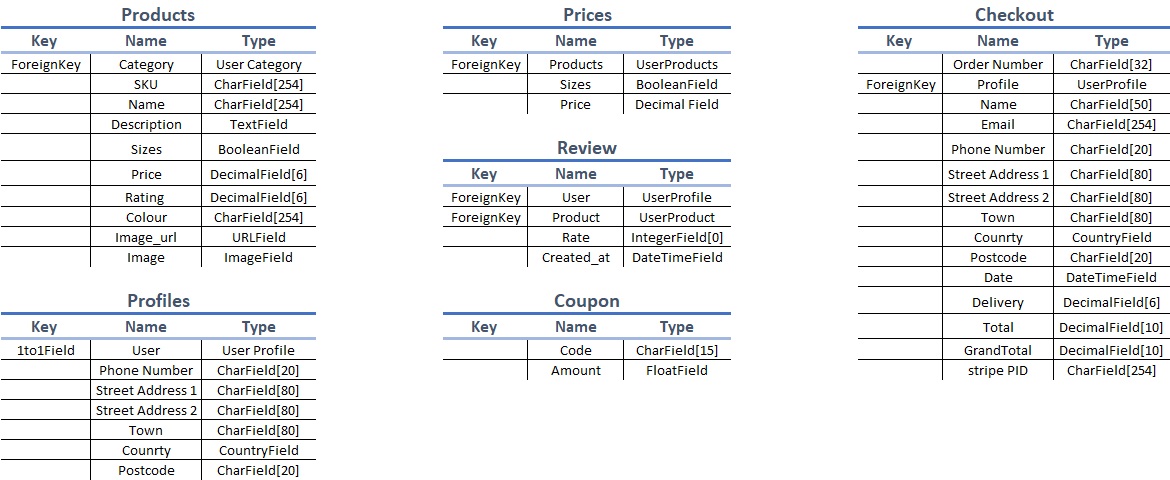 Products
Key Name Type
ForeignKey Category User Category
SKU CharField[254]
Name CharField[254]
Description TextField
Sizes BooleanField
Price DecimalField[6]
Rating DecimalField[6]
Colour CharField[254]
Image_url URLField
Image ImageField
Profiles
Key Name Type
1to1Field User User Profile
Phone Number CharField[20]
Street Address 1 CharField[80]
Street Address 2 CharField[80]
Town CharField[80]
Counrty CountryField
Postcode CharField[20]
Prices
Key Name Type
ForeignKey Products UserProducts
Sizes BooleanField
Price Decimal Field
Review
Key Name Type
ForeignKey User UserProfile
ForeignKey Product UserProduct
Rate IntegerField[0]
Created_at DateTimeField
Coupon
Key Name Type
Code CharField[15]
Amount FloatField
Checkout
Key Name Type
Order Number CharField[32]
ForeignKey Profile UserProfile
Name CharField[50]
Email CharField[254]
Phone Number CharField[20]
Street Address 1 CharField[80]
Street Address 2 CharField[80]
Town CharField[80]
Counrty CountryField
Postcode CharField[20]
Date DateTimeField
Delivery DecimalField[6]
Total DecimalField[10]
GrandTotal DecimalField[10]
stripe PID CharField[254]